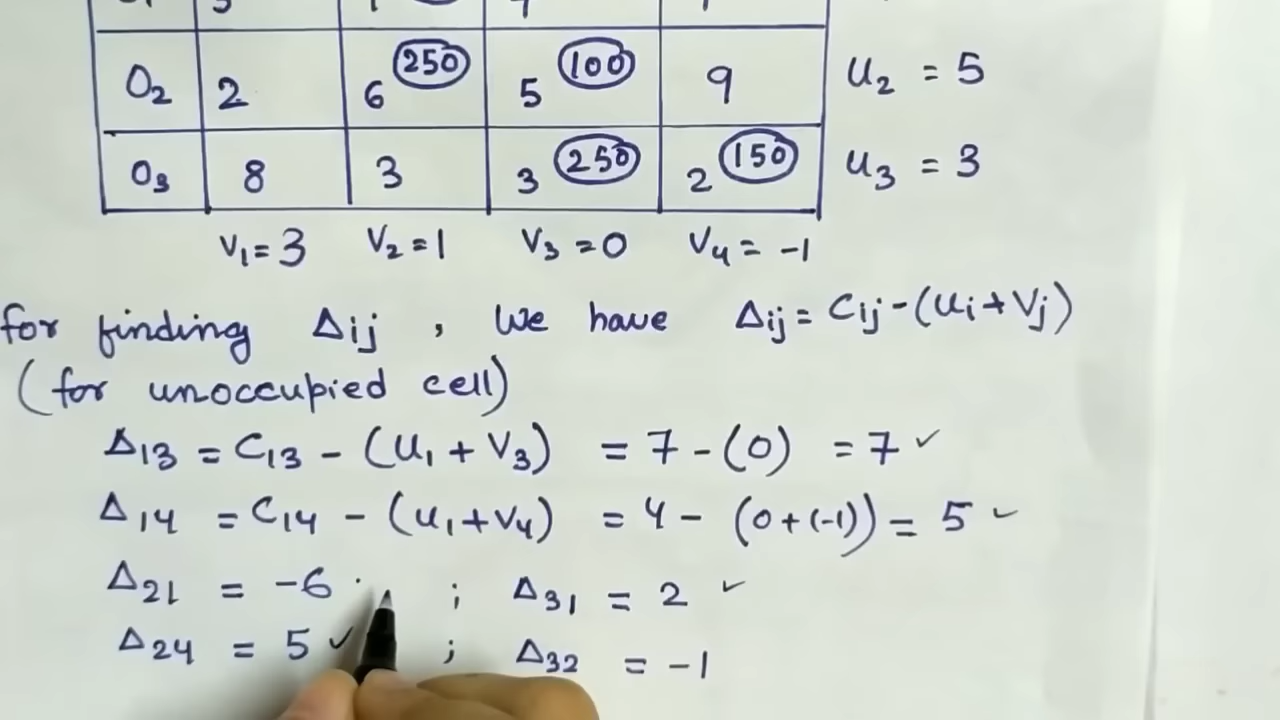 O₂ 2 6 250 5 100 9 U₂ = 5
O₃ 8 3 3 250 2 150 U₃ = 3
V₁=3 V₂=1 V₃=0 V₄= -1
for finding Δij , We have Δij = Cij - (Ui + Vj)
(for unoccupied cell)
Δ13 = C13 - (U₁ + V₃) = 7 - (0) = 7 ✓
Δ14 = C14 - (U₁ + V₄) = 4 - (0+(-1)) = 5 ✓
Δ21 = -6 ; Δ31 = 2 ✓
Δ24 = 5 ✓ ; Δ32 = -1